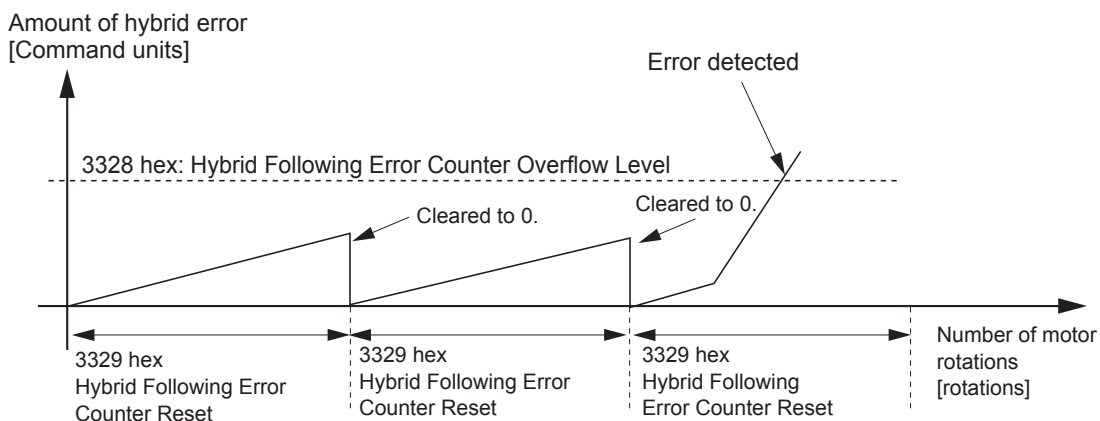 Amount of hybrid error
[Command units]
Error detected
3328 hex: Hybrid Following Error Counter Overflow Level
Cleared to 0.
Cleared to 0.
3329 hex
Hybrid Following Error
Counter Reset
3329 hex
Hybrid Following Error
Counter Reset
3329 hex
Hybrid Following
Error Counter Reset
Number of motor
rotations
[rotations]